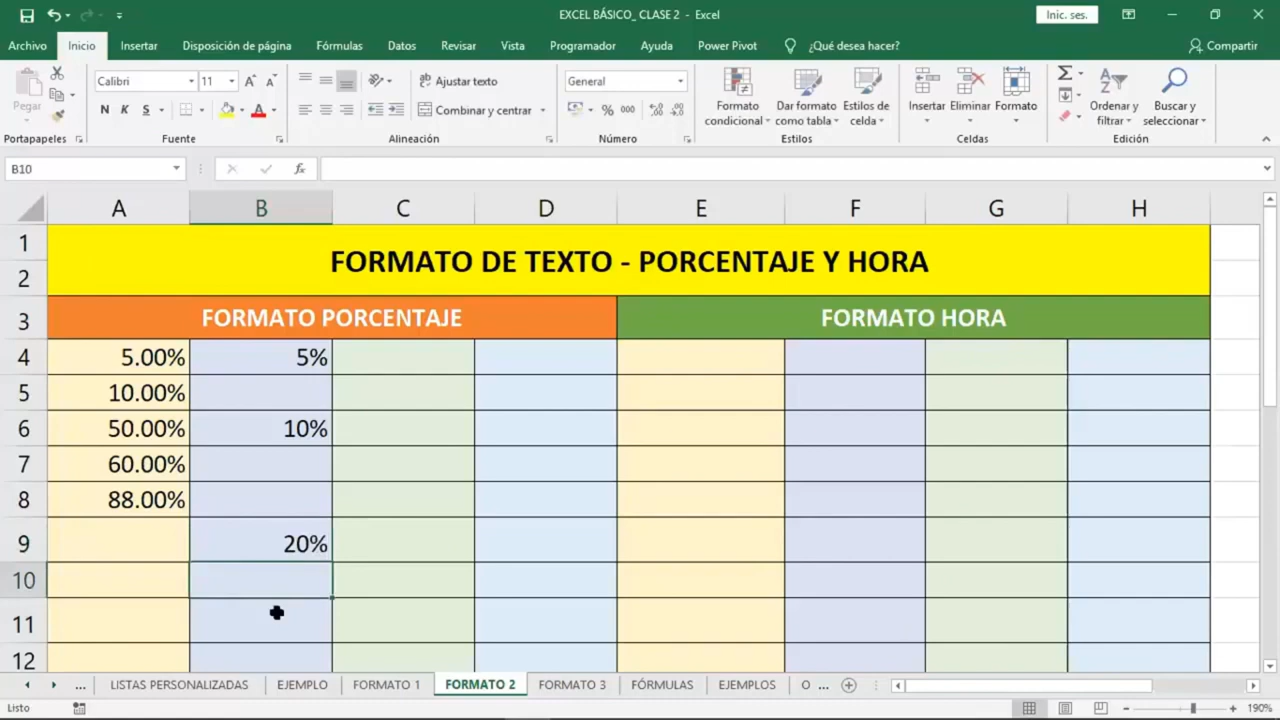 EXCEL BÁSICO_ CLASE 2 - Excel
Inic. ses.
Archivo Inicio Insertar Disposición de página Fórmulas Datos Revisar Vista Programador Ayuda Power Pivot ¿Qué desea hacer? Compartir
Pegar
Portapapeles
Calibri 11
N K S
Fuente
Ajustar texto
Combinar y centrar
Alineación
General
% 000
Número
Formato condicional
Dar formato como tabla
Estilos de celda
Estilos
Insertar Eliminar Formato
Celdas
Ordenar y filtrar
Buscar y seleccionar
Edición
B10 fx
A B C D E F G H
1
FORMATO DE TEXTO - PORCENTAJE Y HORA
2
3 FORMATO PORCENTAJE FORMATO HORA
4 5.00% 5%
5 10.00%
6 50.00% 10%
7 60.00%
8 88.00%
9 20%
10
11
12
... LISTAS PERSONALIZADAS EJEMPLO FORMATO 1 FORMATO 2 FORMATO 3 FÓRMULAS EJEMPLOS O ...
Listo 190%